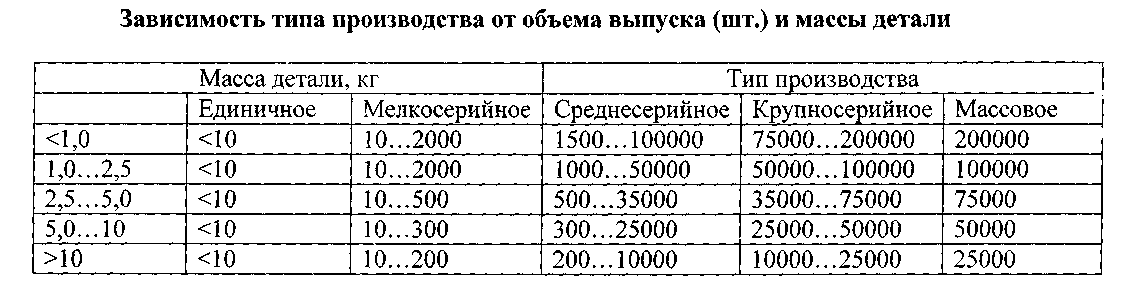 Зависимость типа производства от объема выпуска (шт.) и массы детали
Масса детали, кг Тип производства
Единичное Мелкосерийное Среднесерийное Крупносерийное Массовое
<1,0 <10 10…2000 1500…100000 75000…200000 200000
1,0…2,5 <10 10…2000 1000…50000 50000…100000 100000
2,5…5,0 <10 10…500 500…35000 35000…75000 75000
5,0…10 <10 10…300 300…25000 25000…50000 50000
>10 <10 10…200 200…10000 10000…25000 25000